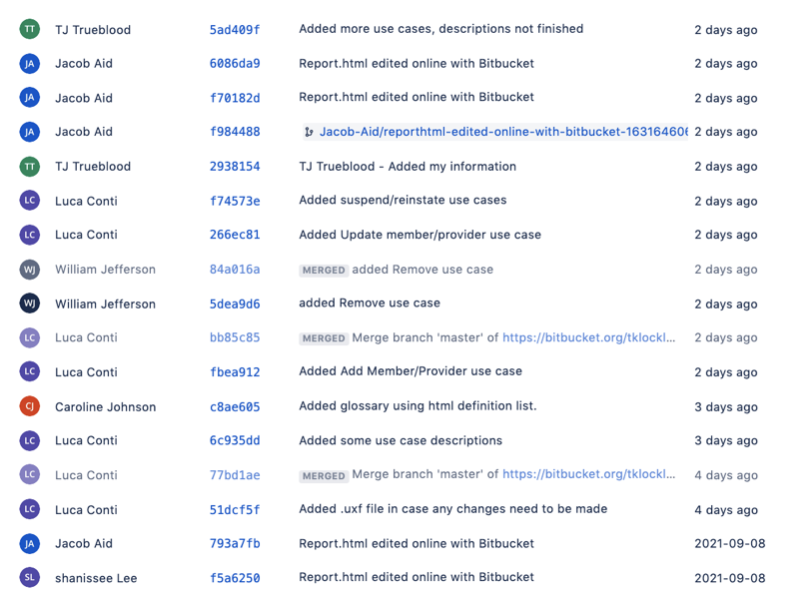 TT TJ Trueblood 5ad409f Added more use cases, descriptions not finished 2 days ago
JA Jacob Aid 6086da9 Report.html edited online with Bitbucket 2 days ago
JA Jacob Aid f70182d Report.html edited online with Bitbucket 2 days ago
JA Jacob Aid f984488 Jacob-Aid/reporthtml-edited-online-with-bitbucket-163164606 2 days ago
TT TJ Trueblood 2938154 TJ Trueblood - Added my information 2 days ago
LC Luca Conti f74573e Added suspend/reinstate use cases 2 days ago
LC Luca Conti 266ec81 Added Update member/provider use case 2 days ago
WJ William Jefferson 84a016a MERGED added Remove use case 2 days ago
WJ William Jefferson 5dea9d6 added Remove use case 2 days ago
LC Luca Conti bb85c85 MERGED Merge branch 'master' of https://bitbucket.org/tklockl... 2 days ago
LC Luca Conti fbea912 Added Add Member/Provider use case 2 days ago
CJ Caroline Johnson c8ae605 Added glossary using html definition list. 3 days ago
LC Luca Conti 6c935dd Added some use case descriptions 3 days ago
LC Luca Conti 77bd1ae MERGED Merge branch 'master' of https://bitbucket.org/tklockl... 4 days ago
LC Luca Conti 51dcf5f Added .uxf file in case any changes need to be made 4 days ago
JA Jacob Aid 793a7fb Report.html edited online with Bitbucket 2021-09-08
SL shanissee Lee f5a6250 Report.html edited online with Bitbucket 2021-09-08